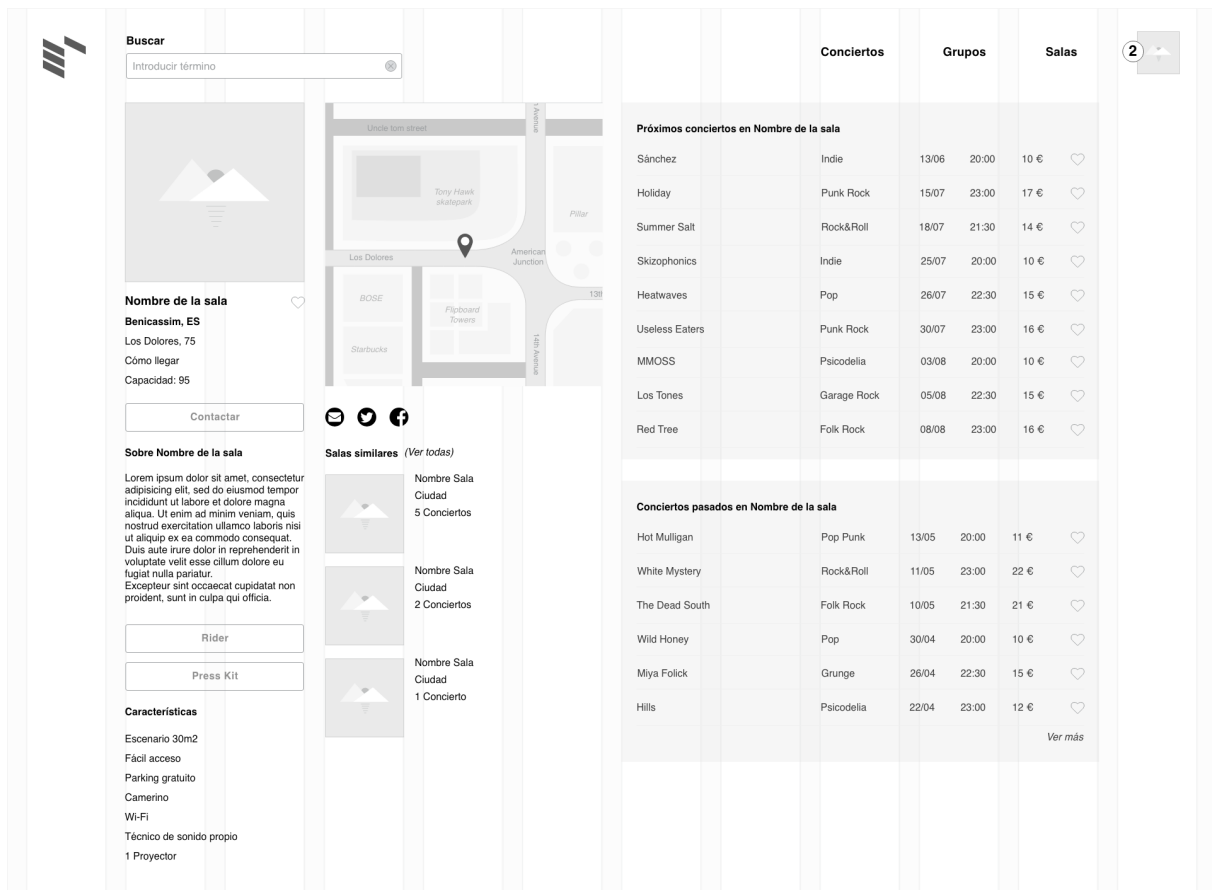 Buscar
Introducir término
Conciertos
Grupos
Salas
2
Uncle tom street
Avenue
Tony Hawk
skatepark
Pillar
Los Dolores
American
Junction
BOSE
Flipboard
Towers
13th
Starbucks
14th Avenue
Nombre de la sala
Benicassim, ES
Los Dolores, 75
Cómo llegar
Capacidad: 95
Contactar
Sobre Nombre de la sala
Lorem ipsum dolor sit amet, consectetur
adipisicing elit, sed do eiusmod tempor
incididunt ut labore et dolore magna
aliqua. Ut enim ad minim veniam, quis
nostrud exercitation ullamco laboris nisi
ut aliquip ex ea commodo consequat.
Duis aute irure dolor in reprehenderit in
voluptate velit esse cillum dolore eu
fugiat nulla pariatur.
Excepteur sint occaecat cupidatat non
proident, sunt in culpa qui officia.
Rider
Press Kit
Características
Escenario 30m2
Fácil acceso
Parking gratuito
Camerino
Wi-Fi
Técnico de sonido propio
1 Proyector
Salas similares (Ver todas)
Nombre Sala
Ciudad
5 Conciertos
Nombre Sala
Ciudad
2 Conciertos
Nombre Sala
Ciudad
1 Concierto
Próximos conciertos en Nombre de la sala
Sánchez Indie 13/06 20:00 10 €
Holiday Punk Rock 15/07 23:00 17 €
Summer Salt Rock&Roll 18/07 21:30 14 €
Skizophonics Indie 25/07 20:00 10 €
Heatwaves Pop 26/07 22:30 15 €
Useless Eaters Punk Rock 30/07 23:00 16 €
MMOSS Psicodelia 03/08 20:00 10 €
Los Tones Garage Rock 05/08 22:30 15 €
Red Tree Folk Rock 08/08 23:00 16 €
Conciertos pasados en Nombre de la sala
Hot Mulligan Pop Punk 13/05 20:00 11 €
White Mystery Rock&Roll 11/05 23:00 22 €
The Dead South Folk Rock 10/05 21:30 21 €
Wild Honey Pop 30/04 20:00 10 €
Miya Folick Grunge 26/04 22:30 15 €
Hills Psicodelia 22/04 23:00 12 €
Ver más